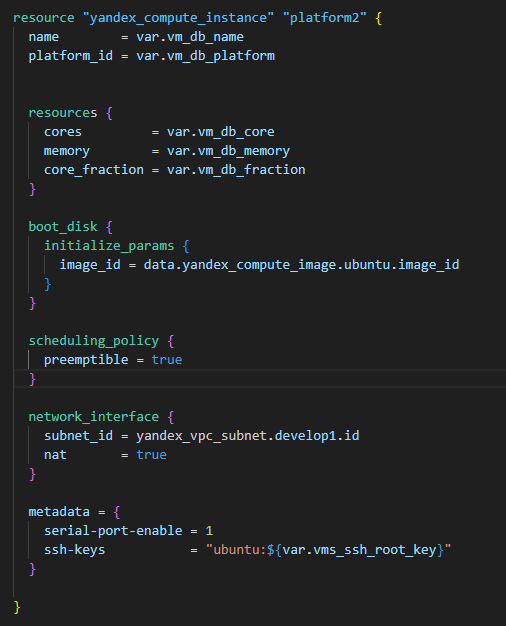 resource "yandex_compute_instance" "platform2" {
  name        = var.vm_db_name
  platform_id = var.vm_db_platform
  resources {
    cores         = var.vm_db_core
    memory        = var.vm_db_memory
    core_fraction = var.vm_db_fraction
  }
  boot_disk {
    initialize_params {
      image_id = data.yandex_compute_image.ubuntu.image_id
    }
  }
  scheduling_policy {
    preemptible = true
  }
  network_interface {
    subnet_id = yandex_vpc_subnet.develop1.id
    nat       = true
  }
  metadata = {
    serial-port-enable = 1
    ssh-keys           = "ubuntu:${var.vms_ssh_root_key}"
  }
}